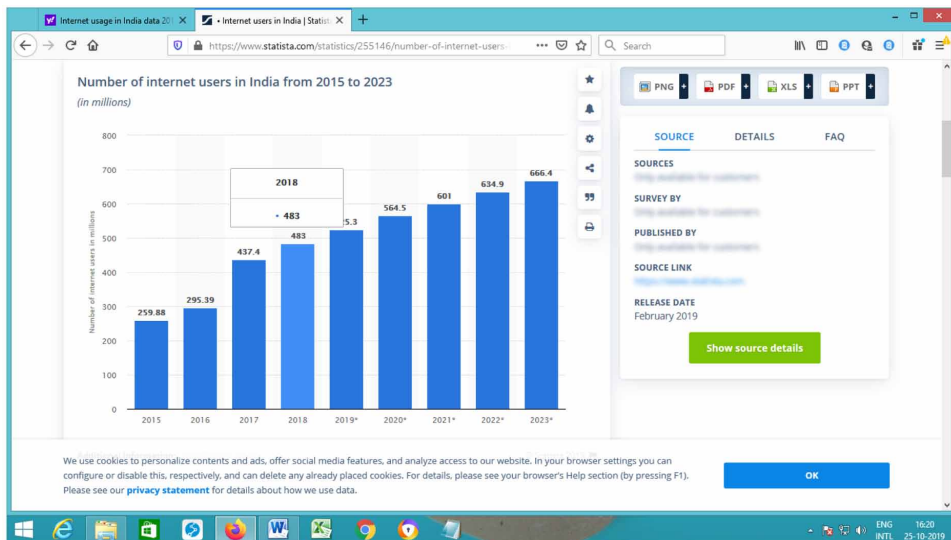 Internet usage in India data 201
• Internet users in India | Statist
https://www.statista.com/statistics/255146/number-of-internet-users-
Search
Number of internet users in India from 2015 to 2023
(in millions)
PNG +
PDF +
XLS +
PPT +
SOURCE DETAILS FAQ
SOURCES
SURVEY BY
PUBLISHED BY
SOURCE LINK
RELEASE DATE
February 2019
Show source details
Number of internet users in millions
800
700
600
500
400
300
200
100
0
259.88
295.39
437.4
483
5.3
564.5
601
634.9
666.4
2018
• 483
2015 2016 2017 2018 2019* 2020* 2021* 2022* 2023*
We use cookies to personalize contents and ads, offer social media features, and analyze access to our website. In your browser settings you can
configure or disable this, respectively, and can delete any already placed cookies. For details, please see your browser's Help section (by pressing F1).
Please see our privacy statement for details about how we use data.
OK
ENG 16:20
INTL 25-10-2019